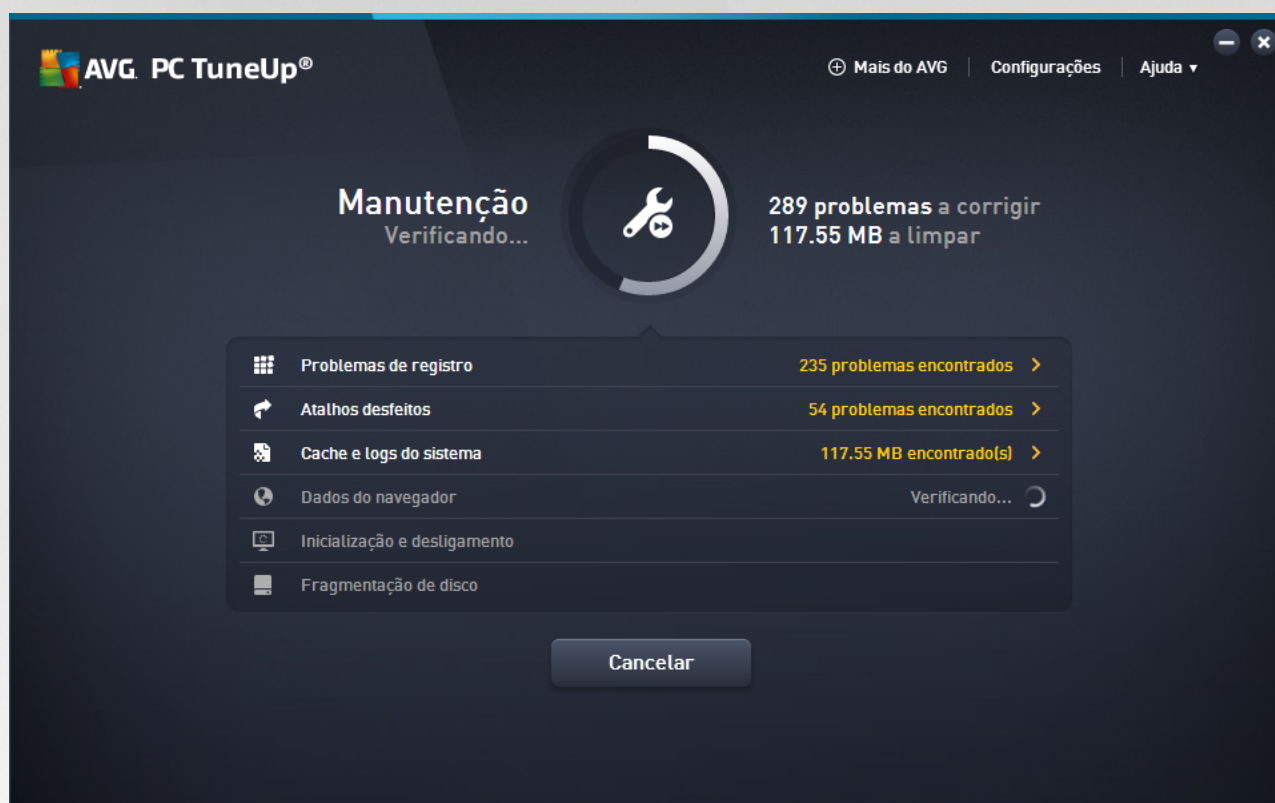 AVG. PC TuneUp®
Mais do AVG
Configurações
Ajuda
Manutenção
Verificando...
289 problemas a corrigir
117.55 MB a limpar
Problemas de registro
235 problemas encontrados
Atalhos desfeitos
54 problemas encontrados
Cache e logs do sistema
117.55 MB encontrado(s)
Dados do navegador
Verificando...
Inicialização e desligamento
Fragmentação de disco
Cancelar